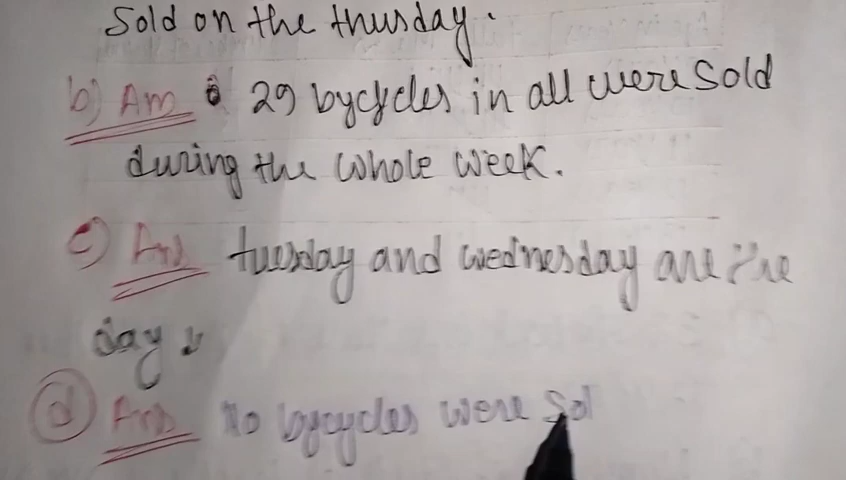 Sold on the thusday.
b) Ans 29 bycycles in all were Sold
during the whole week.
c) Ans tuesday and wednesday are the
day
d) Ans No bycycles were Sol